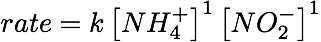 rate = k [NH₄⁺]¹ [NO₂⁻]¹